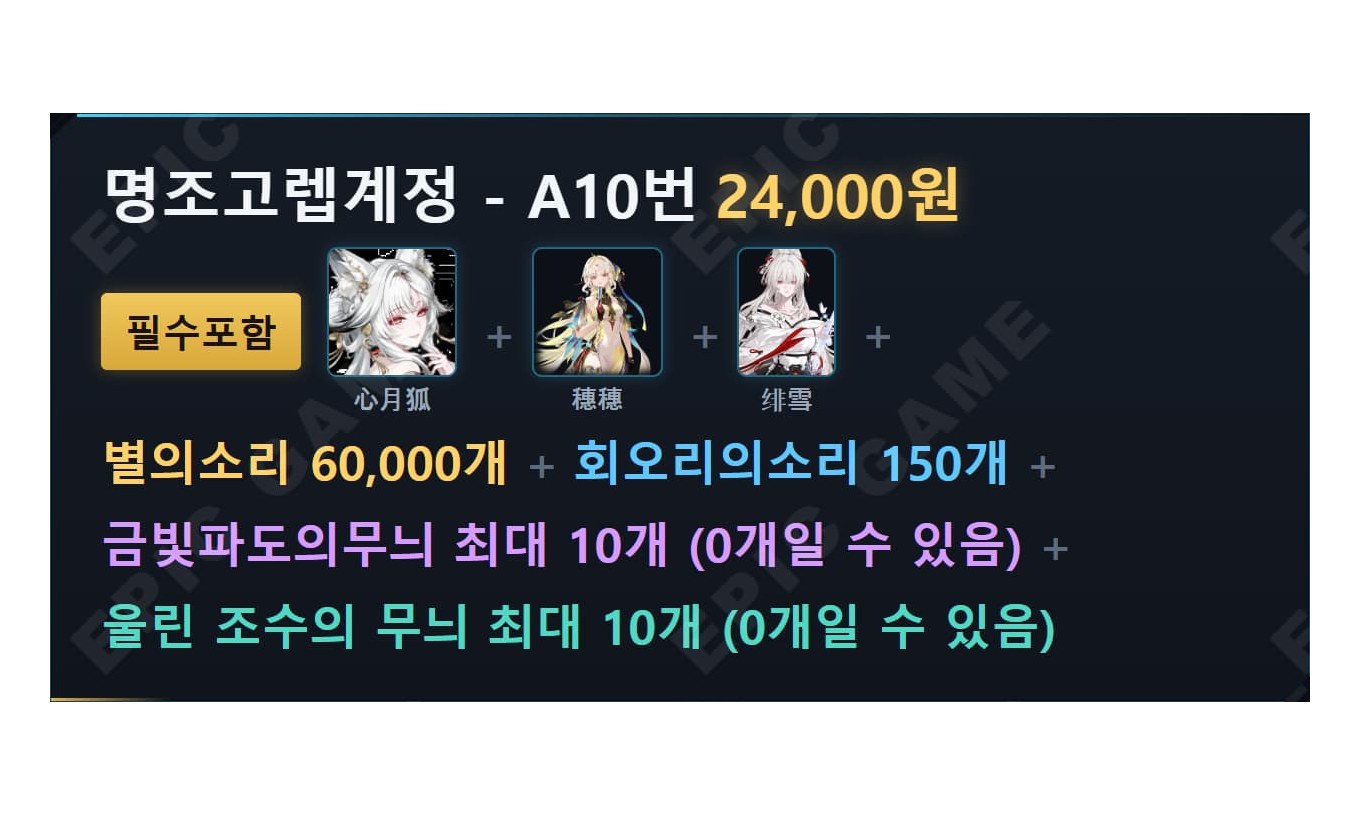 명조고렙계정 - A10번 24,000원
필수포함 + + +
心月狐 穗穗 绯雪
별의소리 60,000개 + 회오리의소리 150개 +
금빛파도의무늬 최대 10개 (0개일 수 있음) +
울린 조수의 무늬 최대 10개 (0개일 수 있음)
EPIC GAME